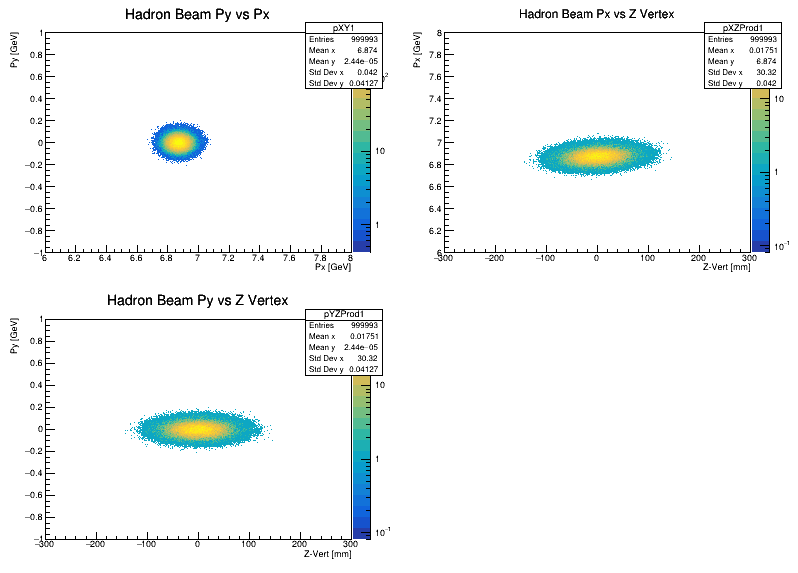 Hadron Beam Py vs Px
Py [GeV]
1
0.8
0.6
0.4
0.2
0
−0.2
−0.4
−0.6
−0.8
−1
6 6.2 6.4 6.6 6.8 7 7.2 7.4 7.6 7.8 8
Px [GeV]
pXY1
Entries 999993
Mean x 6.874
Mean y 2.44e−05
Std Dev x 0.042
Std Dev y 0.04127
10
1
Hadron Beam Px vs Z Vertex
Px [GeV]
8
7.8
7.6
7.4
7.2
7
6.8
6.6
6.4
6.2
6
−300 −200 −100 0 100 200 300
Z-Vert [mm]
pXZProd1
Entries 999993
Mean x 0.01751
Mean y 6.874
Std Dev x 30.32
Std Dev y 0.042
10
1
10⁻¹
Hadron Beam Py vs Z Vertex
Py [GeV]
1
0.8
0.6
0.4
0.2
0
−0.2
−0.4
−0.6
−0.8
−1
−300 −200 −100 0 100 200 300
Z-Vert [mm]
pYZProd1
Entries 999993
Mean x 0.01751
Mean y 2.44e−05
Std Dev x 30.32
Std Dev y 0.04127
10
1
10⁻¹